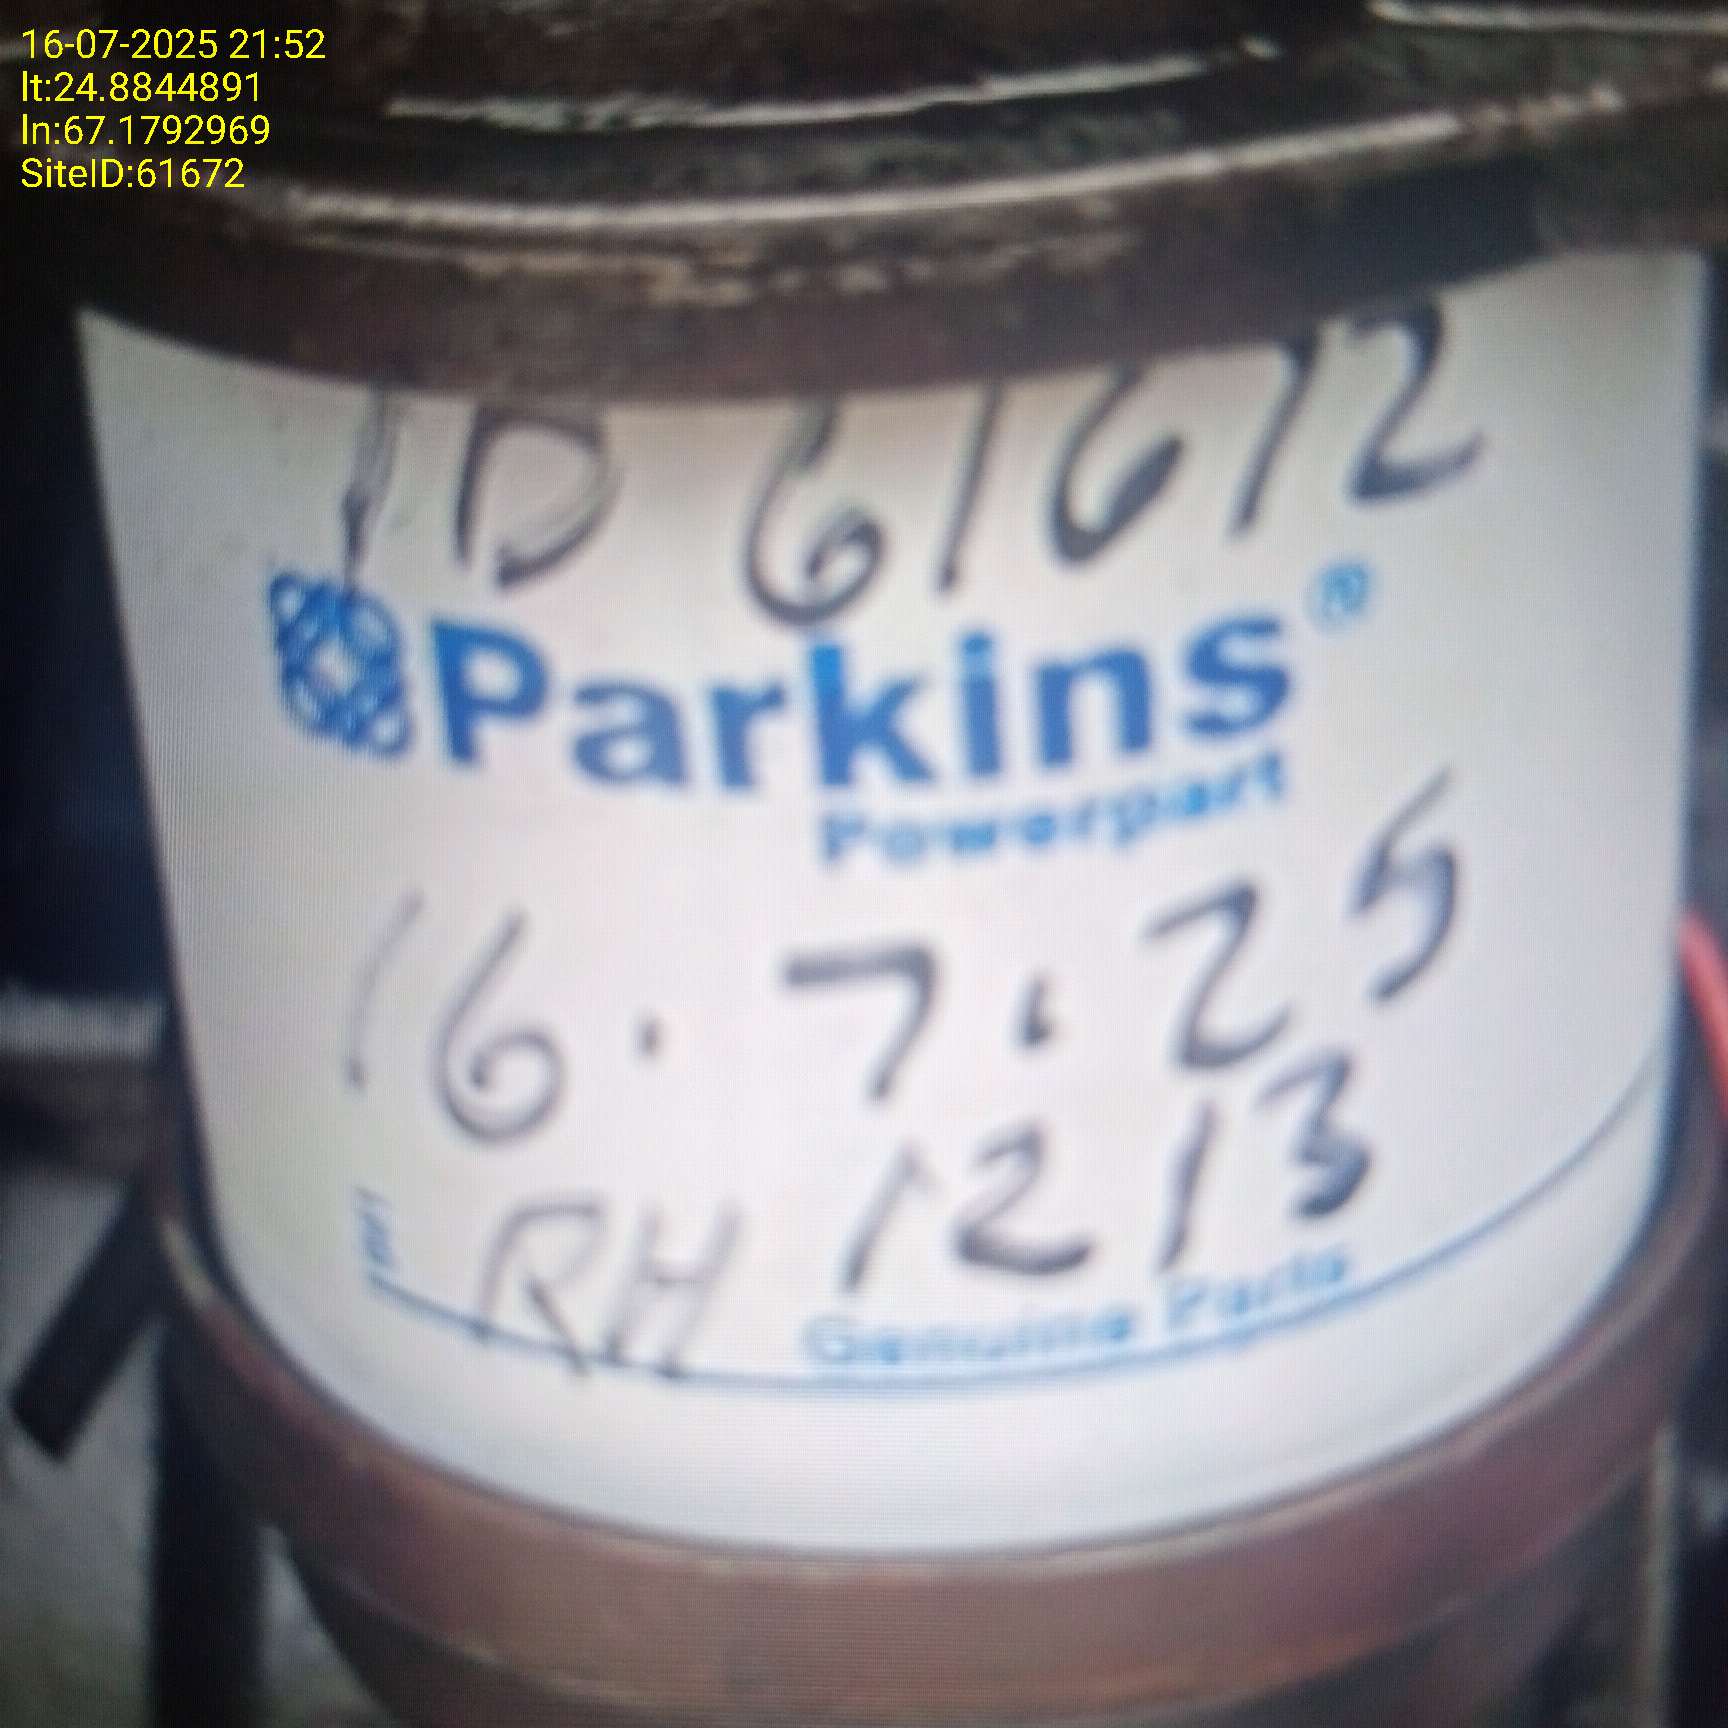 16-07-2025 21:52
lt:24.8844891
ln:67.1792969
SiteID:61672
ID 61672
Parkins®
Powerpart
16.7.25
RH 1213
Genuine Parts